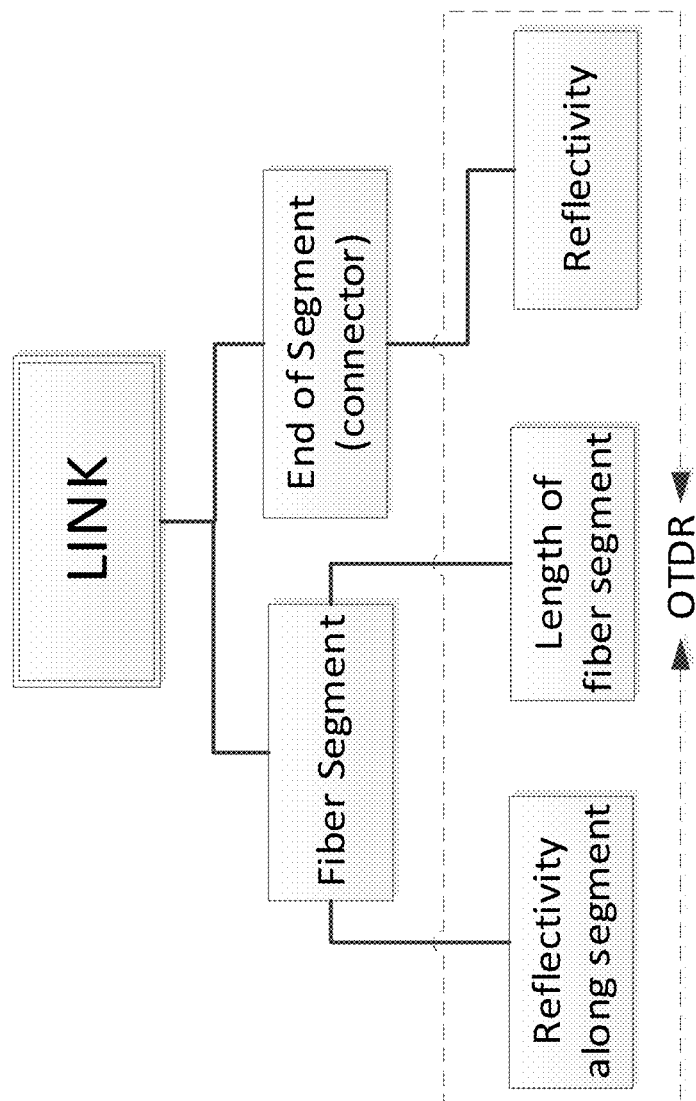 LINK
Fiber Segment
End of Segment
(connector)
Reflectivity
along segment
Length of
fiber segment
Reflectivity
OTDR